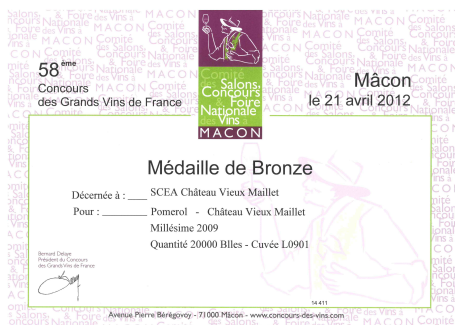 58ème
Concours
des Grands Vins de France
Comité
des Salons,
Concours
& Foire
Nationale
des Vins à
MACON
Mâcon
le 21 avril 2012
Médaille de Bronze
Décernée à : ____ SCEA Château Vieux Maillet
Pour : ________ Pomerol - Château Vieux Maillet
Millésime 2009
Quantité 20000 Blles - Cuvée L0901
Bernard Delaye
Président du Concours
des Grands Vins de France
14 411
Avenue Pierre Bérégovoy - 71000 Mâcon - www.concours-des-vins.com